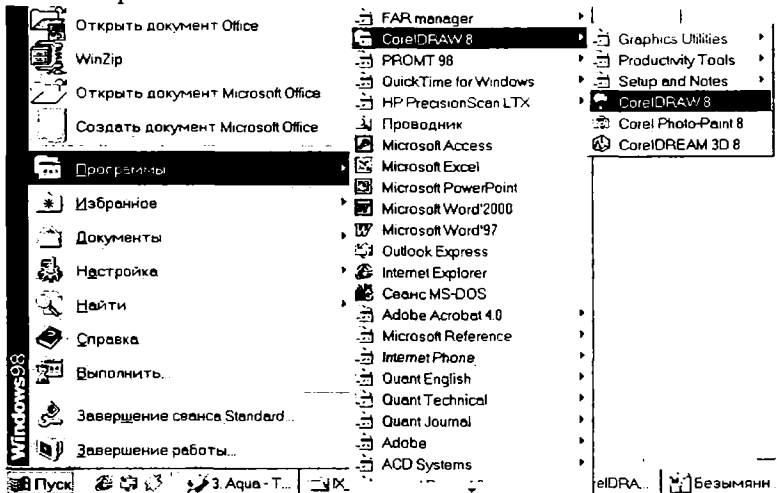 Открыть документ Office
WinZip
Открыть документ Microsoft Office
Создать документ Microsoft Office
Программы
Избранное
Документы
Настройка
Найти
Справка
Выполнить...
Завершение сеанса Standard...
Завершение работы...
Windows98
FAR manager
CorelDRAW 8
PROMT 98
QuickTime for Windows
HP PrecisionScan LTX
Проводник
Microsoft Access
Microsoft Excel
Microsoft PowerPoint
Microsoft Word'2000
Microsoft Word'97
Outlook Express
Internet Explorer
Сеанс MS-DOS
Adobe Acrobat 4.0
Microsoft Reference
Internet Phone
Quant English
Quant Technical
Quant Journal
Adobe
ACD Systems
Graphics Utilities
Productivity Tools
Setup and Notes
CorelDRAW 8
Corel Photo-Paint 8
CorelDREAM 3D 8
Пуск
3. Aqua - T...
IX_
elDRA...
Безымянн